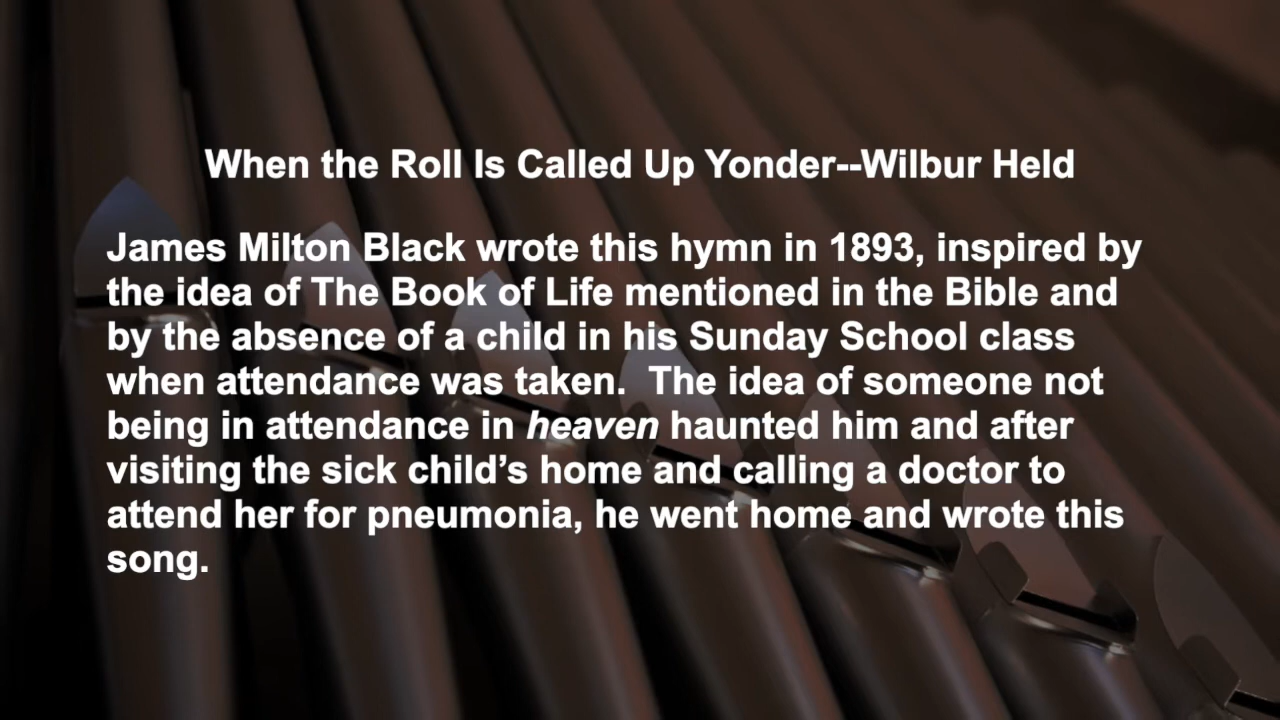 When the Roll Is Called Up Yonder--Wilbur Held
James Milton Black wrote this hymn in 1893, inspired by
the idea of The Book of Life mentioned in the Bible and
by the absence of a child in his Sunday School class
when attendance was taken.  The idea of someone not
being in attendance in heaven haunted him and after
visiting the sick child’s home and calling a doctor to
attend her for pneumonia, he went home and wrote this
song.